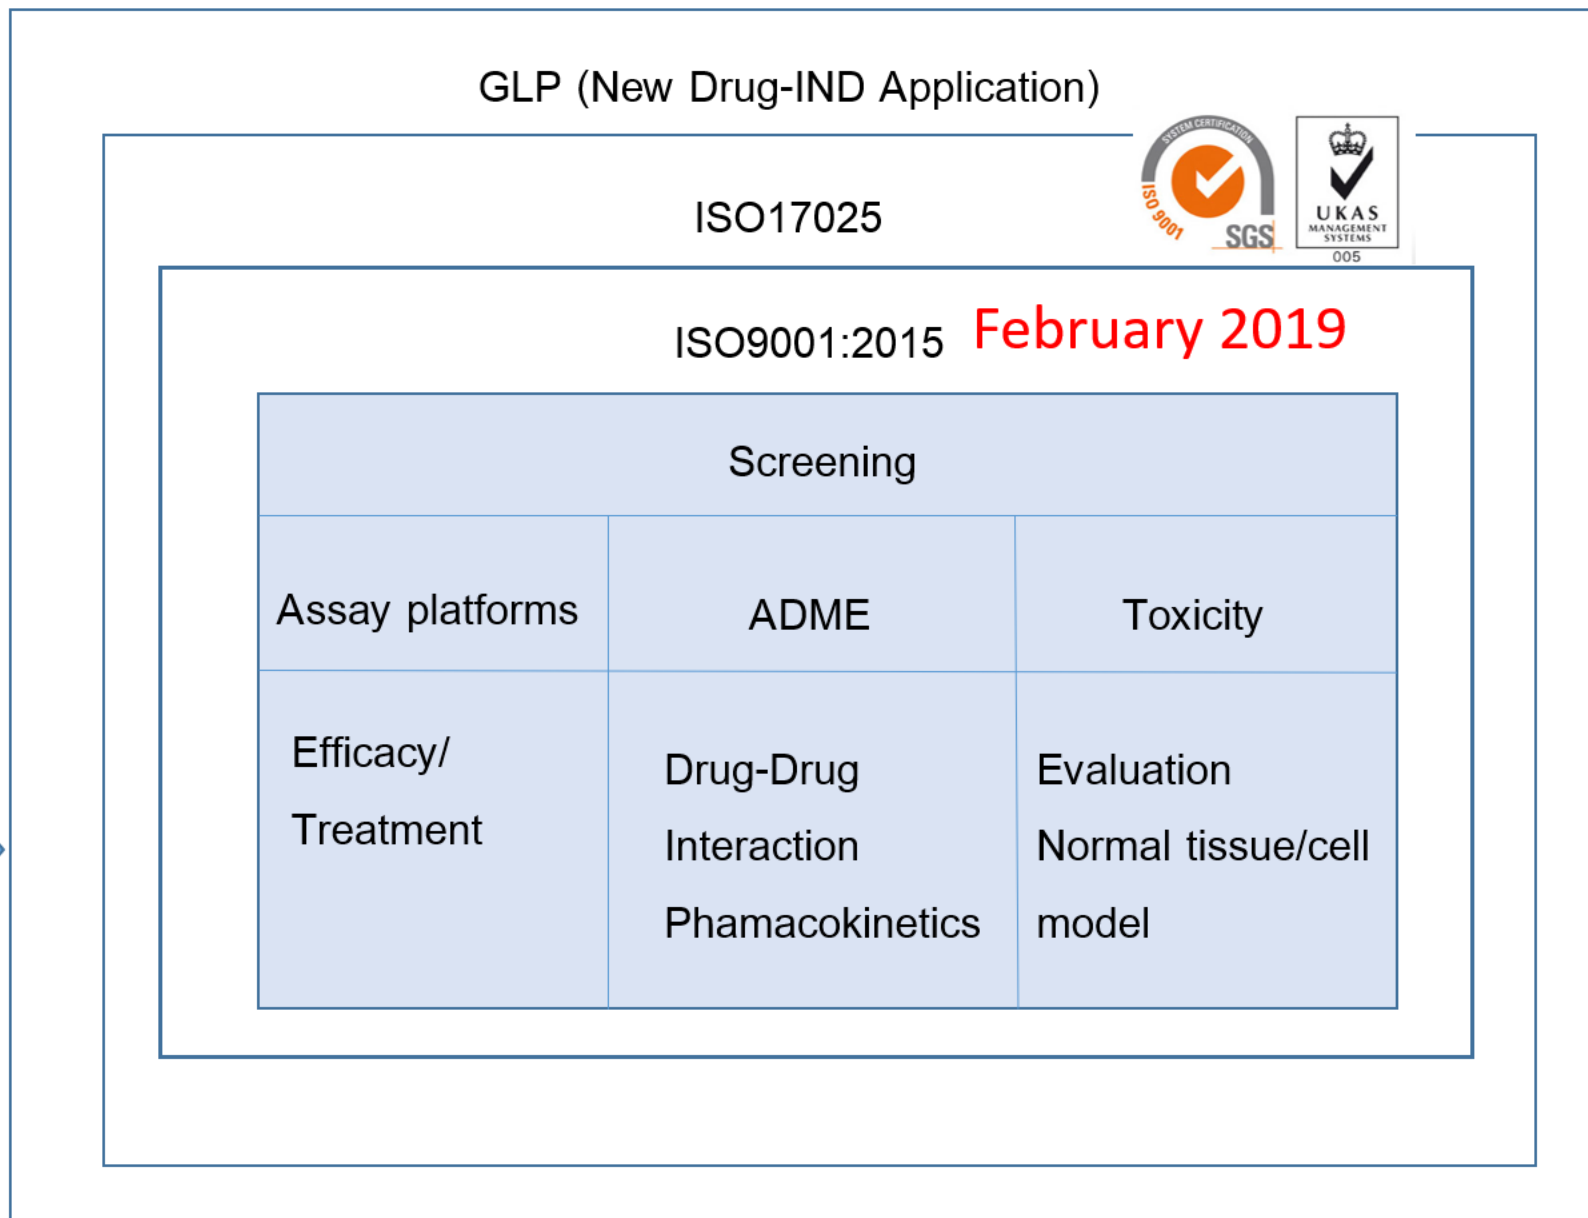 GLP (New Drug-IND Application)
SYSTEM CERTIFICATION
ISO 9001
SGS
UKAS
MANAGEMENT
SYSTEMS
005
ISO17025
ISO9001:2015 February 2019
Screening
Assay platforms
ADME
Toxicity
Efficacy/
Treatment
Drug-Drug
Interaction
Phamacokinetics
Evaluation
Normal tissue/cell
model